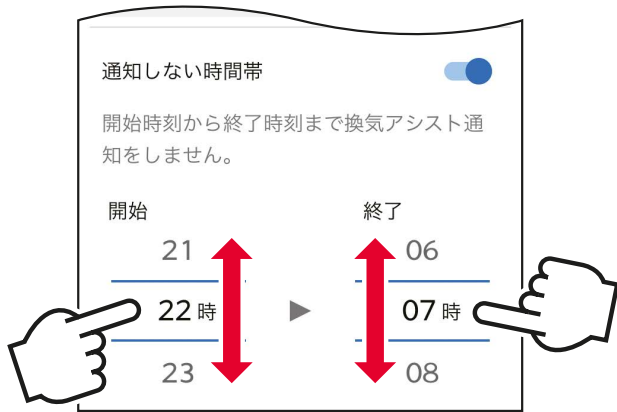 通知しない時間帯
開始時刻から終了時刻まで換気アシスト通
知をしません。
開始 終了
21 06
22時 ▶ 07時
23 08